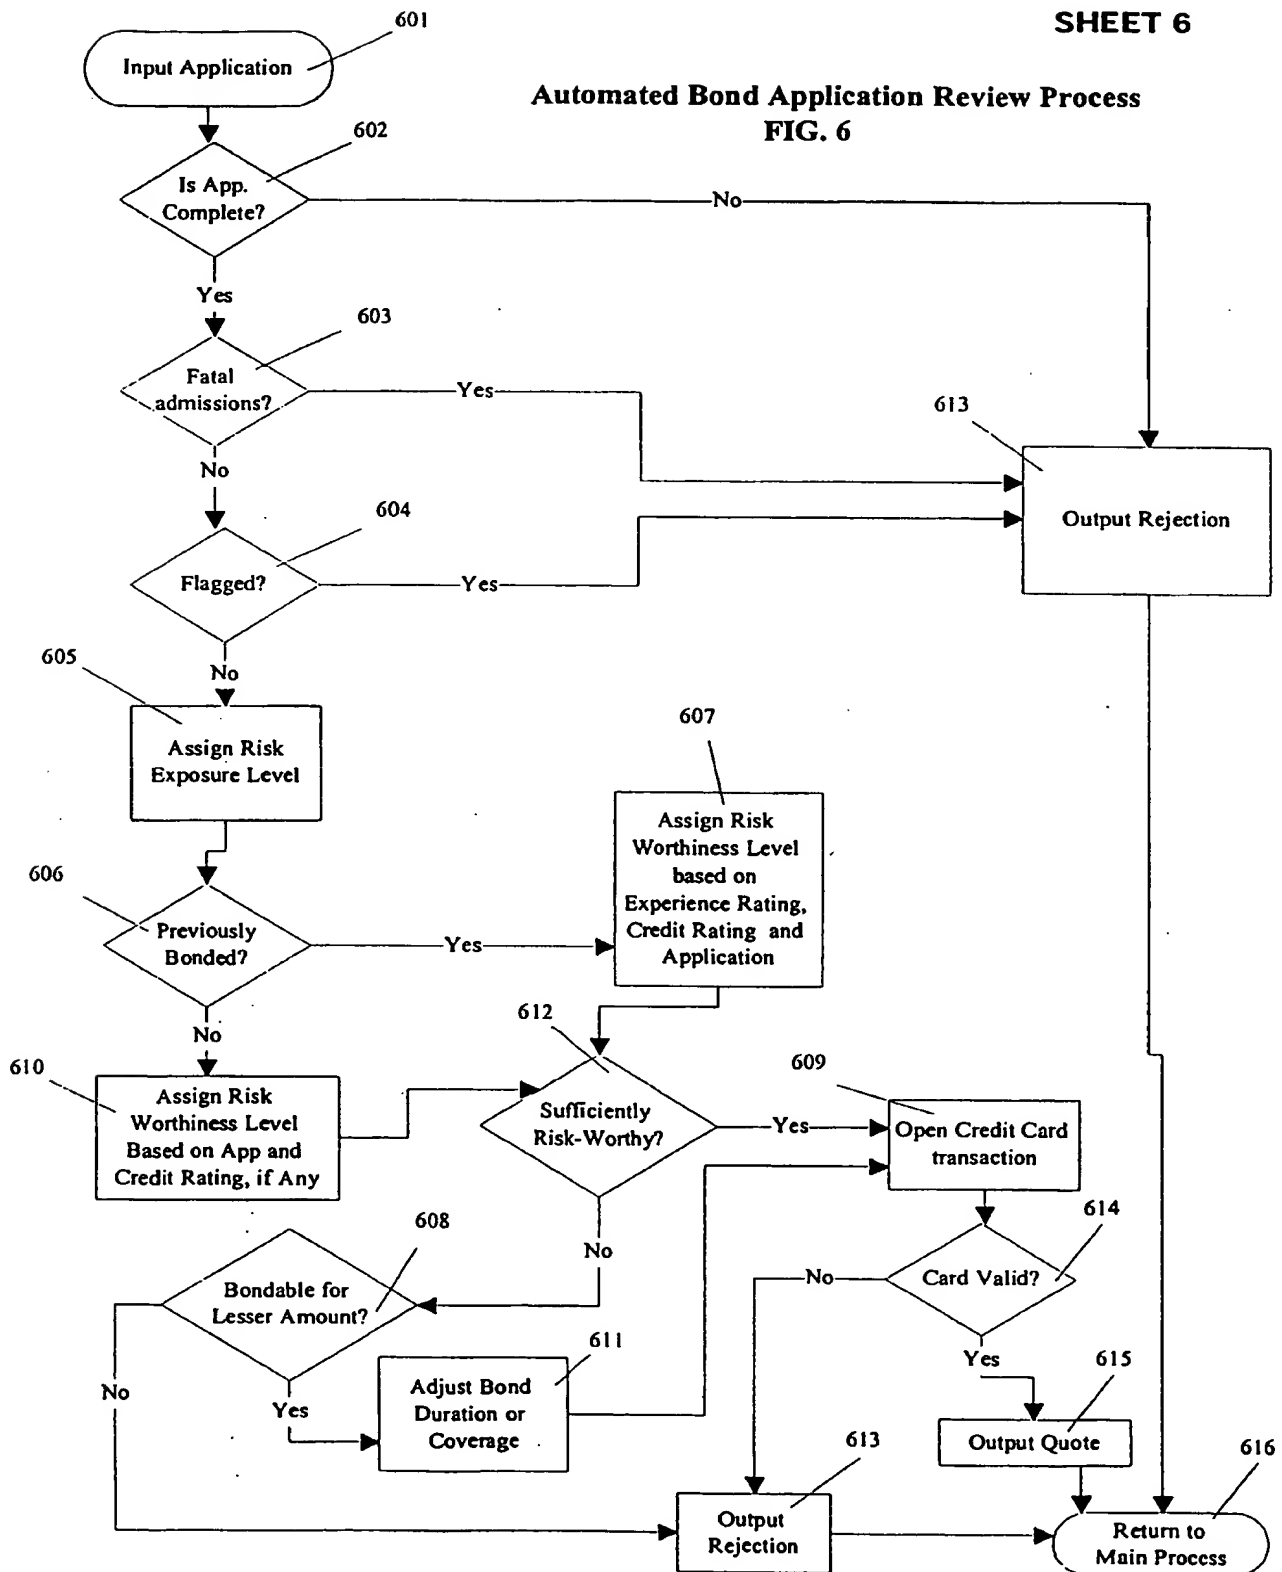 SHEET 6
601
Input Application
Automated Bond Application Review Process
FIG. 6
602
Is App.
Complete?
No
Yes
603
Fatal
admissions?
Yes
613
No
Output Rejection
604
Flagged?
Yes
No
605
Assign Risk
Exposure Level
607
Assign Risk
Worthiness Level
based on
Experience Rating,
Credit Rating and
Application
606
Previously
Bonded?
Yes
No
612
610
Assign Risk
Worthiness Level
Based on App and
Credit Rating, if Any
Sufficiently
Risk-Worthy?
Yes
609
Open Credit Card
transaction
No
608
Bondable for
Lesser Amount?
614
Card Valid?
No
Yes
No
Yes
611
Adjust Bond
Duration or
Coverage
615
Output Quote
613
Output
Rejection
616
Return to
Main Process